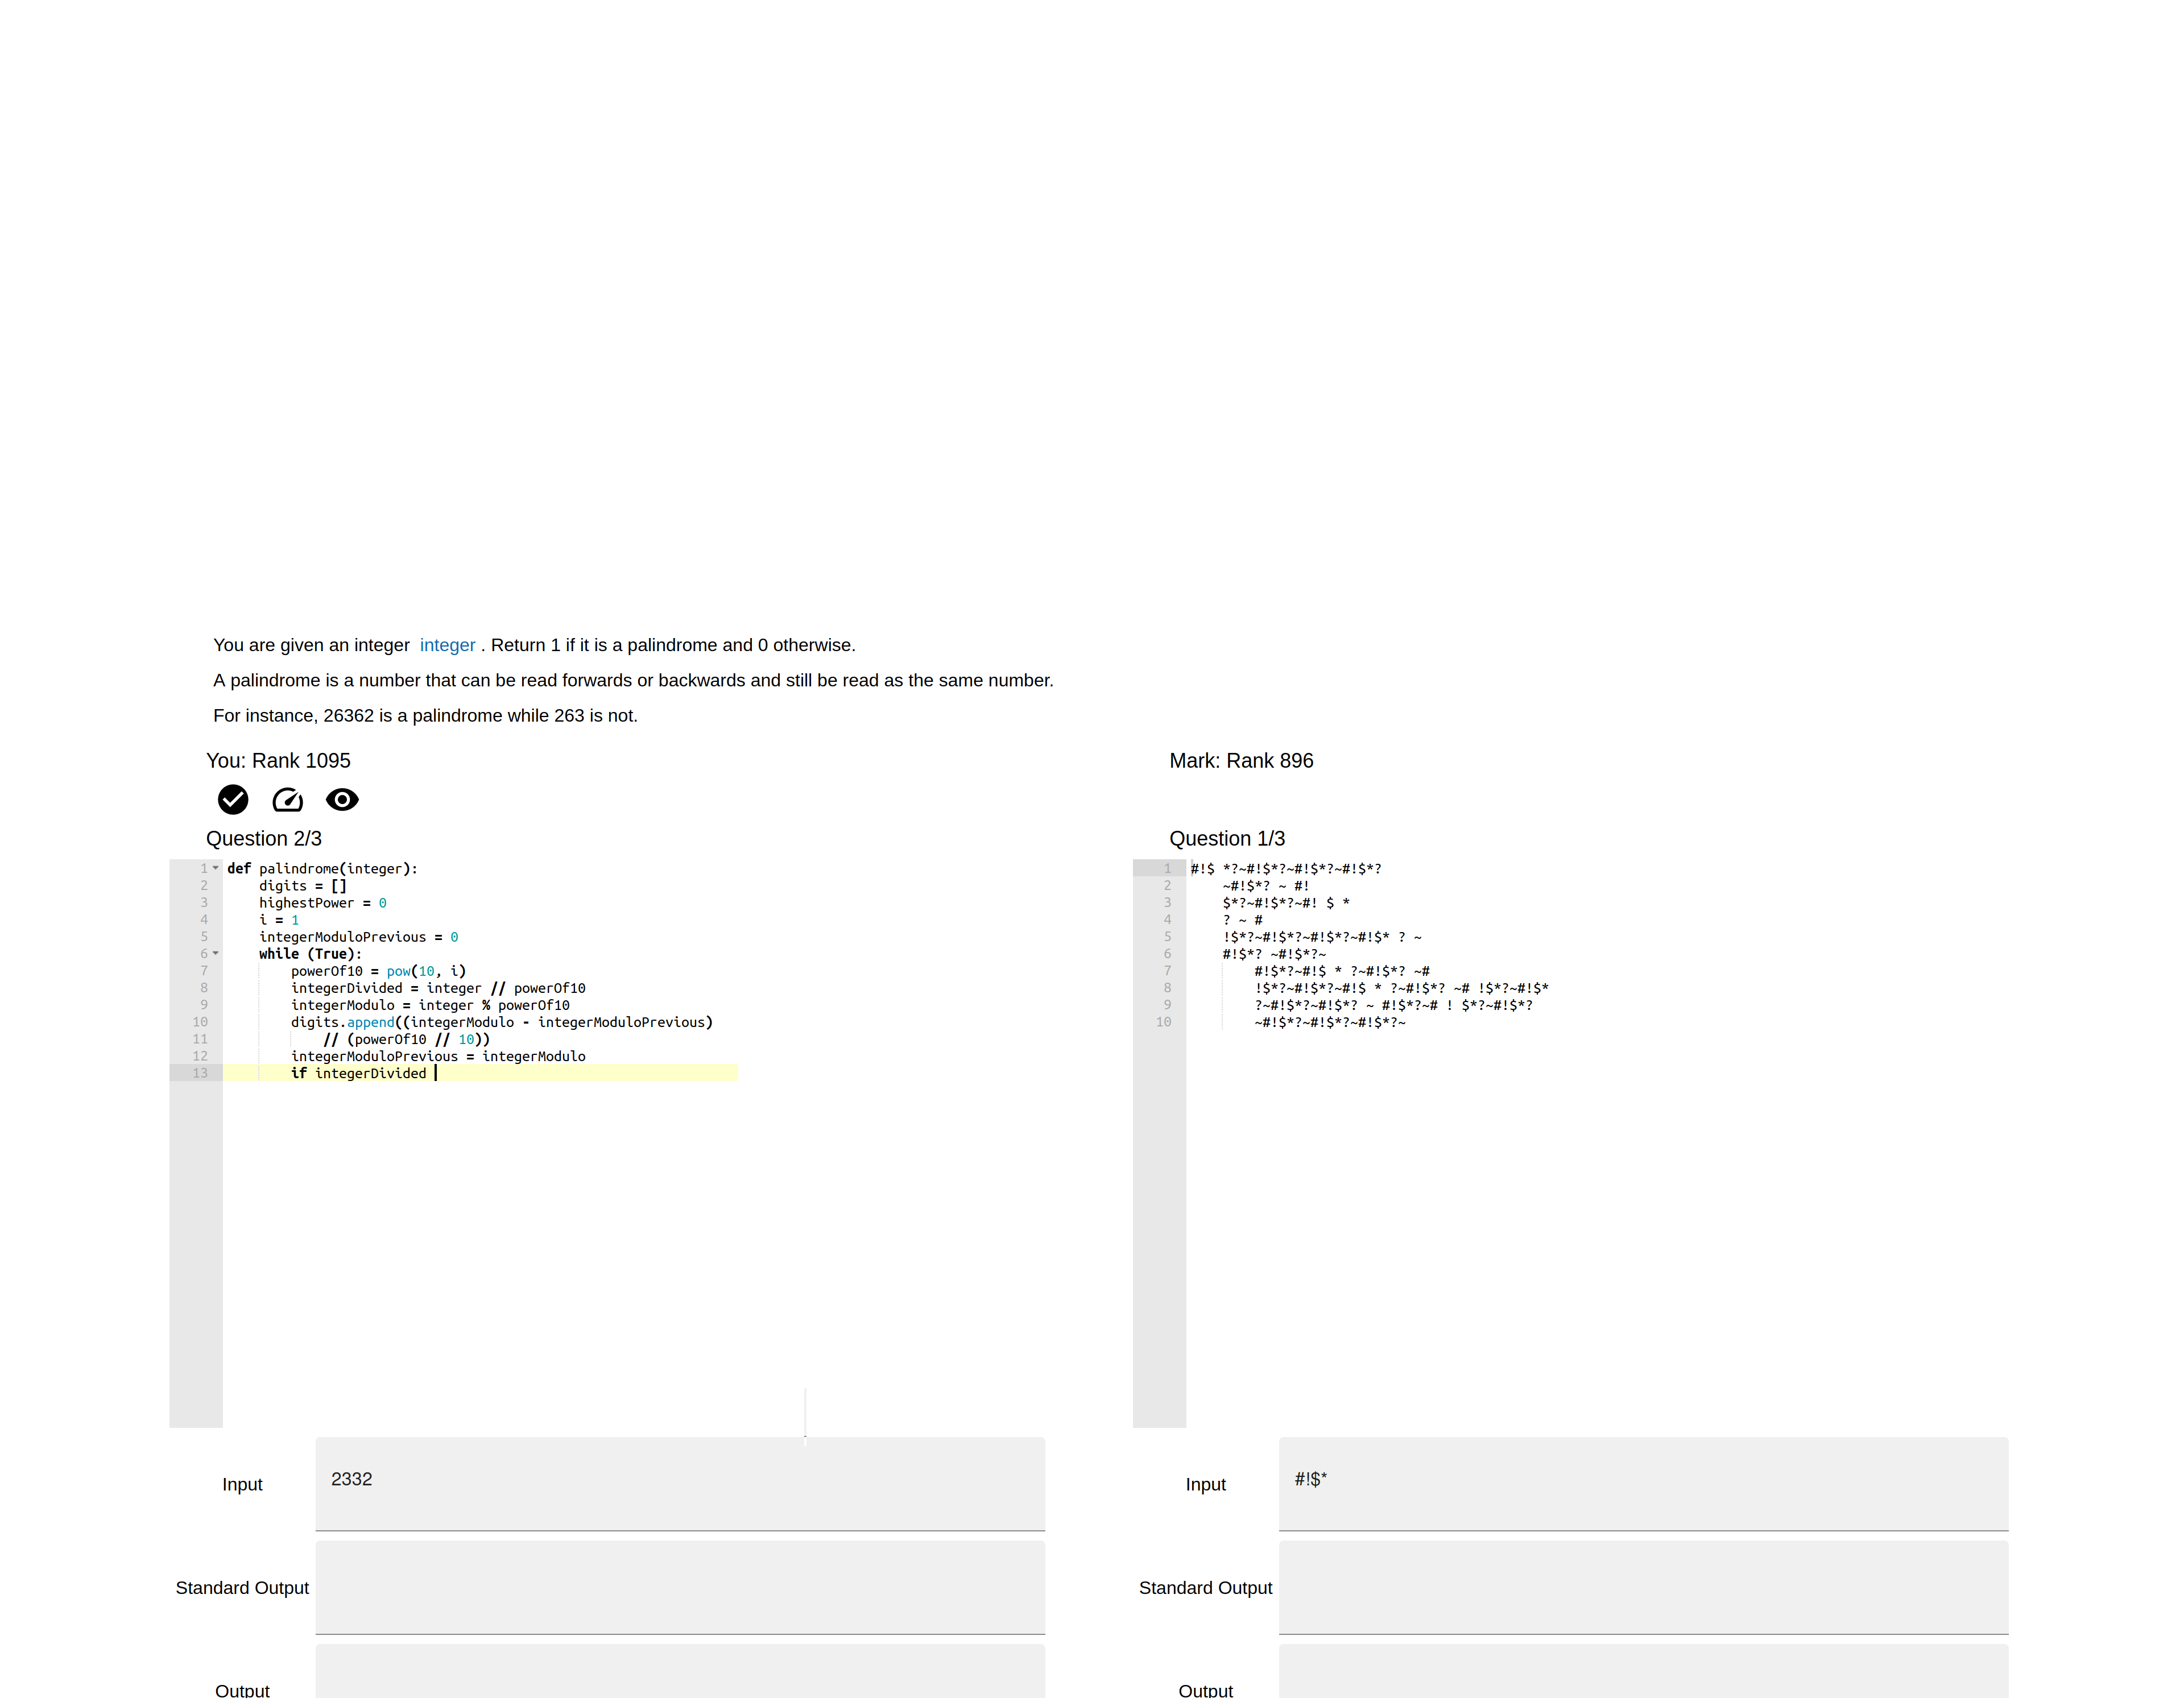 You are given an integer integer . Return 1 if it is a palindrome and 0 otherwise.
A palindrome is a number that can be read forwards or backwards and still be read as the same number.
For instance, 26362 is a palindrome while 263 is not.
You: Rank 1095
Question 2/3
1 def palindrome(integer):
2     digits = []
3     highestPower = 0
4     i = 1
5     integerModuloPrevious = 0
6     while (True):
7         powerOf10 = pow(10, i)
8         integerDivided = integer // powerOf10
9         integerModulo = integer % powerOf10
10         digits.append((integerModulo - integerModuloPrevious)
11             // (powerOf10 // 10))
12         integerModuloPrevious = integerModulo
13         if integerDivided
Input
2332
Standard Output
Output
Mark: Rank 896
Question 1/3
1 #!$ *?~#!$*?~#!$*?~#!$*?
2     ~#!$*? ~ #!
3     $*?~#!$*?~#! $ *
4     ? ~ #
5     !$*?~#!$*?~#!$*?~#!$* ? ~
6     #!$*? ~#!$*?~
7         #!$*?~#!$ * ?~#!$*? ~#
8         !$*?~#!$*?~#!$ * ?~#!$*? ~# !$*?~#!$*
9         ?~#!$*?~#!$*? ~ #!$*?~# ! $*?~#!$*?
10         ~#!$*?~#!$*?~#!$*?~
Input
#!$*
Standard Output
Output